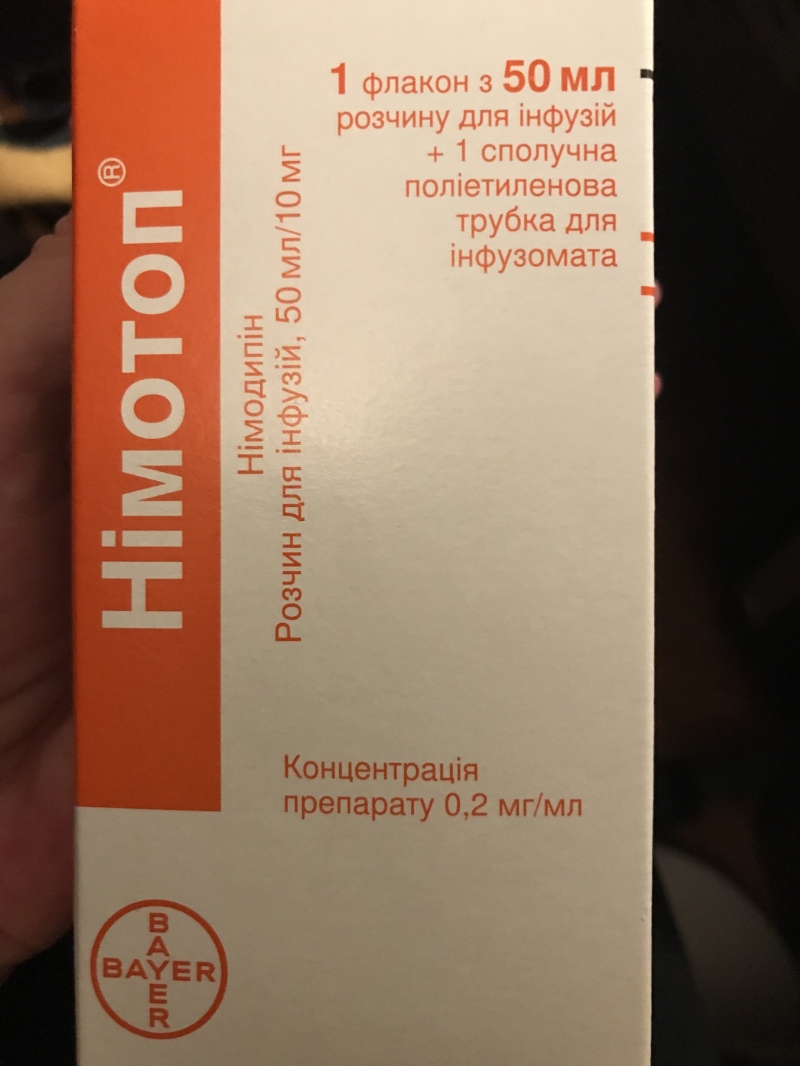 1 флакон з 50 мл
розчину для інфузій
+ 1 сполучна
поліетиленова
трубка для
інфузомата
Німотоп®
Німодипін
Розчин для інфузій, 50 мл/10 мг
Концентрація
препарату 0,2 мг/мл
BAYER
BAYER